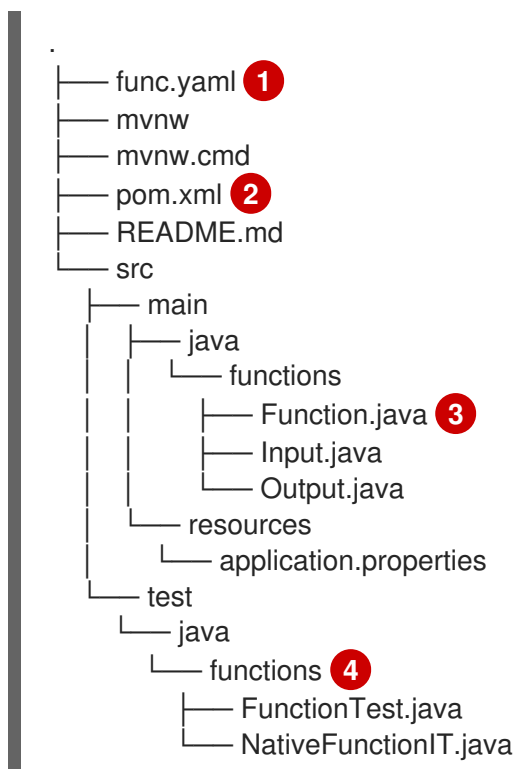 .
├── func.yaml 1
├── mvnw
├── mvnw.cmd
├── pom.xml 2
├── README.md
└── src
    ├── main
    │   ├── java
    │   │   └── functions
    │   │       ├── Function.java 3
    │   │       ├── Input.java
    │   │       └── Output.java
    │   └── resources
    │       └── application.properties
    └── test
        └── java
            └── functions 4
                ├── FunctionTest.java
                └── NativeFunctionIT.java